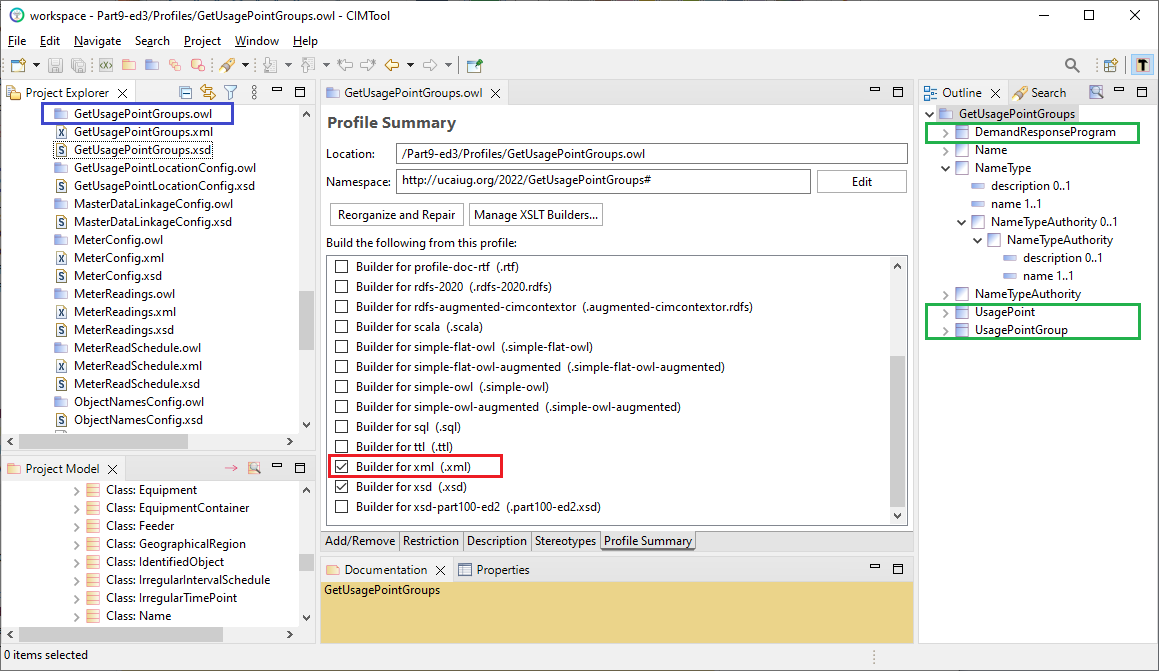 workspace - Part9-ed3/Profiles/GetUsagePointGroups.owl - CIMTool
File Edit Navigate Search Project Window Help
Project Explorer
GetUsagePointGroups.owl
GetUsagePointGroups.xml
GetUsagePointGroups.xsd
GetUsagePointLocationConfig.owl
GetUsagePointLocationConfig.xsd
MasterDataLinkageConfig.owl
MasterDataLinkageConfig.xsd
MeterConfig.owl
MeterConfig.xml
MeterConfig.xsd
MeterReadings.owl
MeterReadings.xml
MeterReadings.xsd
MeterReadSchedule.owl
MeterReadSchedule.xml
MeterReadSchedule.xsd
ObjectNamesConfig.owl
ObjectNamesConfig.xsd
Project Model
Class: Equipment
Class: EquipmentContainer
Class: Feeder
Class: GeographicalRegion
Class: IdentifiedObject
Class: IrregularIntervalSchedule
Class: IrregularTimePoint
Class: Name
0 items selected
GetUsagePointGroups.owl
Profile Summary
Location: /Part9-ed3/Profiles/GetUsagePointGroups.owl
Namespace: http://ucaiug.org/2022/GetUsagePointGroups# Edit
Reorganize and Repair Manage XSLT Builders...
Build the following from this profile:
Builder for profile-doc-rtf (.rtf)
Builder for rdfs-2020 (.rdfs-2020.rdfs)
Builder for rdfs-augmented-cimcontextor (.augmented-cimcontextor.rdfs)
Builder for scala (.scala)
Builder for simple-flat-owl (.simple-flat-owl)
Builder for simple-flat-owl-augmented (.simple-flat-owl-augmented)
Builder for simple-owl (.simple-owl)
Builder for simple-owl-augmented (.simple-owl-augmented)
Builder for sql (.sql)
Builder for ttl (.ttl)
Builder for xml (.xml)
Builder for xsd (.xsd)
Builder for xsd-part100-ed2 (.part100-ed2.xsd)
Add/Remove Restriction Description Stereotypes Profile Summary
Documentation Properties
GetUsagePointGroups
Outline Search
GetUsagePointGroups
DemandResponseProgram
Name
NameType
description 0..1
name 1..1
NameTypeAuthority 0..1
NameTypeAuthority
description 0..1
name 1..1
NameTypeAuthority
UsagePoint
UsagePointGroup